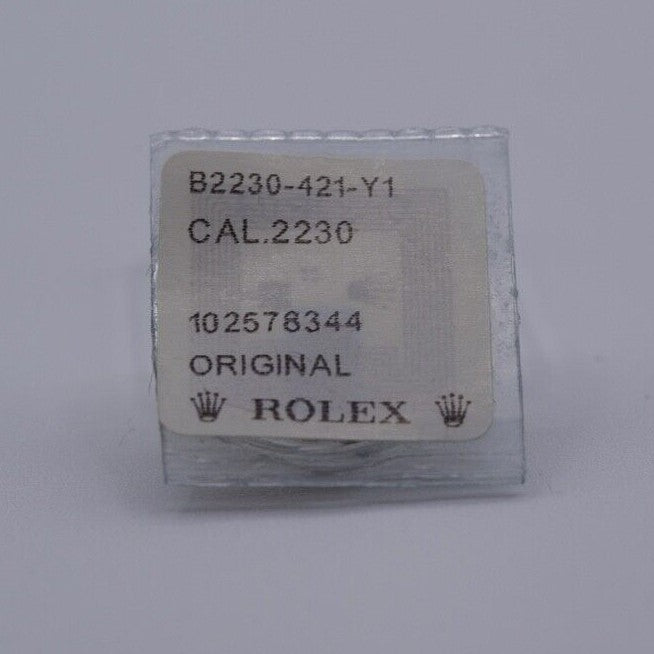 B2230-421-Y1
CAL.2230
102578344
ORIGINAL
ROLEX